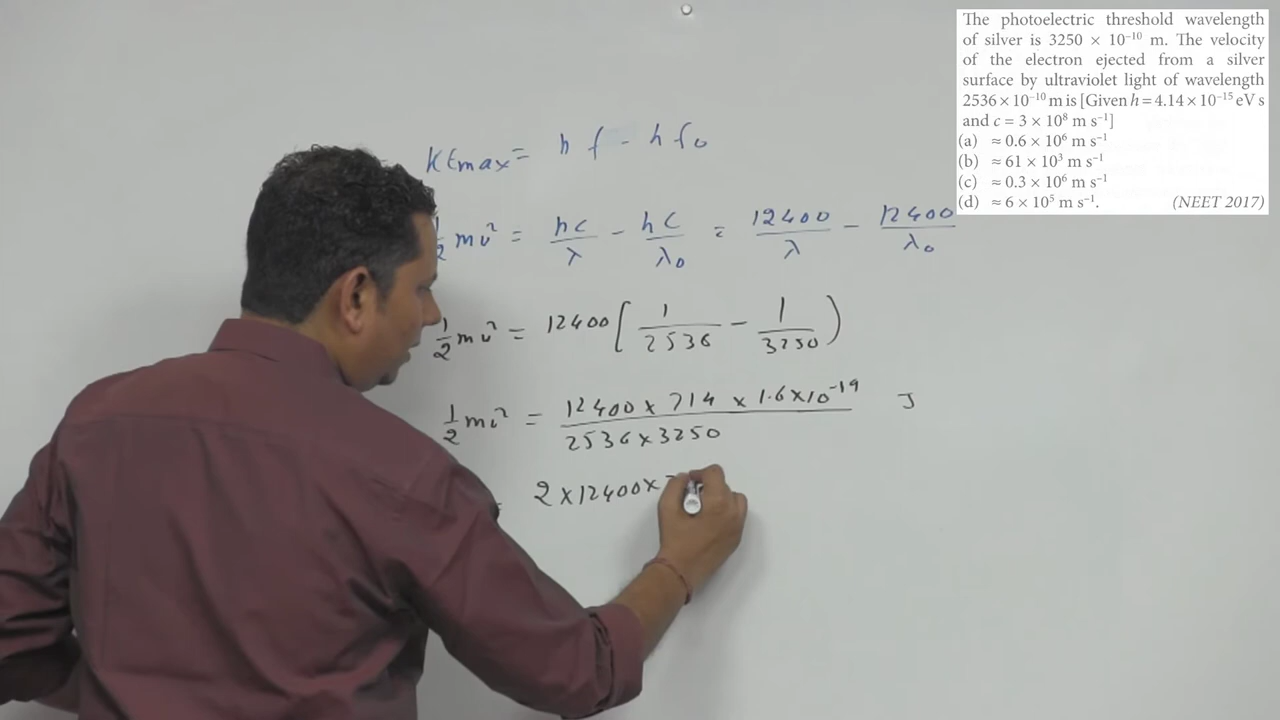 The photoelectric threshold wavelength
of silver is 3250 × 10⁻¹⁰ m. The velocity
of the electron ejected from a silver
surface by ultraviolet light of wavelength
2536 × 10⁻¹⁰ m is [Given h = 4.14 × 10⁻¹⁵ eV s
and c = 3 × 10⁸ m s⁻¹]
(a) ≈ 0.6 × 10⁶ m s⁻¹
(b) ≈ 61 × 10³ m s⁻¹
(c) ≈ 0.3 × 10⁶ m s⁻¹
(d) ≈ 6 × 10⁵ m s⁻¹. (NEET 2017)
KEmax = hf - hf₀
1/2 mv² = hc/λ - hc/λ₀ = 12400/λ - 12400/λ₀
1/2 mv² = 12400 [1/2536 - 1/3250)
1/2 mv² = 12400 × 714 × 1.6 × 10⁻¹⁹ / 2536 × 3250 J
2 × 12400 ×